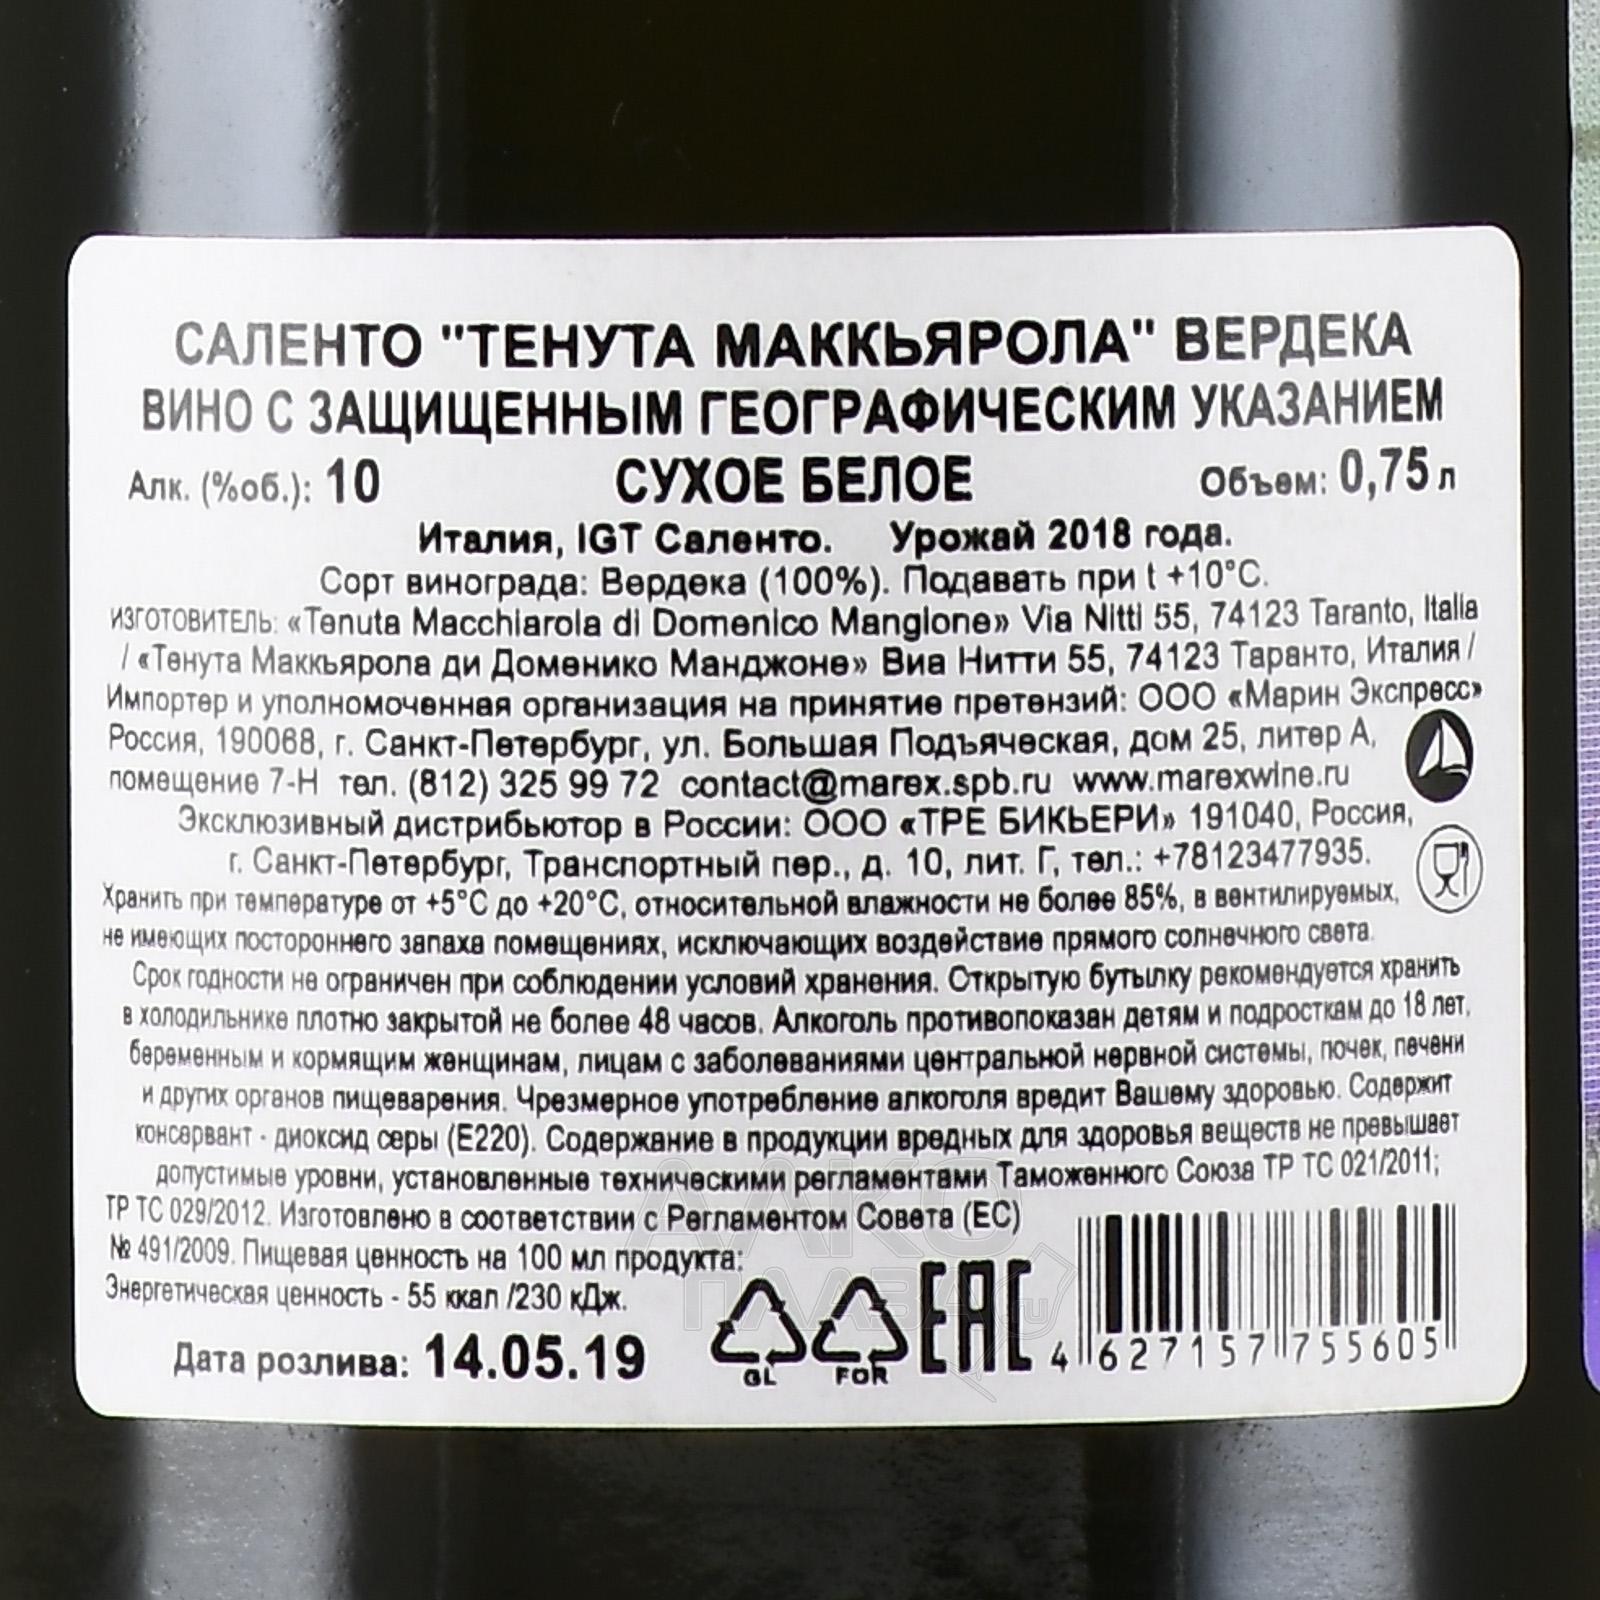 САЛЕНТО "ТЕНУТА МАККЬЯРОЛА" ВЕРДЕКА
ВИНО С ЗАЩИЩЕННЫМ ГЕОГРАФИЧЕСКИМ УКАЗАНИЕМ
Алк. (%об.): 10 СУХОЕ БЕЛОЕ Объем: 0,75 л
Италия, IGT Саленто. Урожай 2018 года.
Сорт винограда: Вердека (100%). Подавать при t +10°C.
ИЗГОТОВИТЕЛЬ: «Tenuta Macchiarola di Domenico Mangione» Via Nitti 55, 74123 Taranto, Italia
/ «Тенута Маккьярола ди Доменико Манджоне» Виа Нитти 55, 74123 Таранто, Италия /
Импортер и уполномоченная организация на принятие претензий: ООО «Марин Экспресс»
Россия, 190068, г. Санкт-Петербург, ул. Большая Подъяческая, дом 25, литер А,
помещение 7-Н тел. (812) 325 99 72 contact@marex.spb.ru www.marexwine.ru
Эксклюзивный дистрибьютор в России: ООО «ТРЕ БИКЬЕРИ» 191040, Россия,
г. Санкт-Петербург, Транспортный пер., д. 10, лит. Г, тел.: +78123477935.
Хранить при температуре от +5°C до +20°C, относительной влажности не более 85%, в вентилируемых,
не имеющих постороннего запаха помещениях, исключающих воздействие прямого солнечного света.
Срок годности не ограничен при соблюдении условий хранения. Открытую бутылку рекомендуется хранить
в холодильнике плотно закрытой не более 48 часов. Алкоголь противопоказан детям и подросткам до 18 лет,
беременным и кормящим женщинам, лицам с заболеваниями центральной нервной системы, почек, печени
и других органов пищеварения. Чрезмерное употребление алкоголя вредит Вашему здоровью. Содержит
консервант - диоксид серы (Е220). Содержание в продукции вредных для здоровья веществ не превышает
допустимые уровни, установленные техническими регламентами Таможенного Союза ТР ТС 021/2011;
ТР ТС 029/2012. Изготовлено в соответствии с Регламентом Совета (ЕС)
№ 491/2009. Пищевая ценность на 100 мл продукта:
Энергетическая ценность - 55 ккал /230 кДж.
Дата розлива: 14.05.19
GL FOR EAC
4 627157 755605
АЛКО
ПЛАЗА
ru